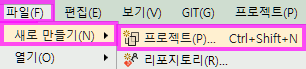 파일(F) 편집(E) 보기(V) GIT(G) 프로젝트(P)
새로 만들기(N) 프로젝트(P)... Ctrl+Shift+N
열기(O) 리포지토리(R)...